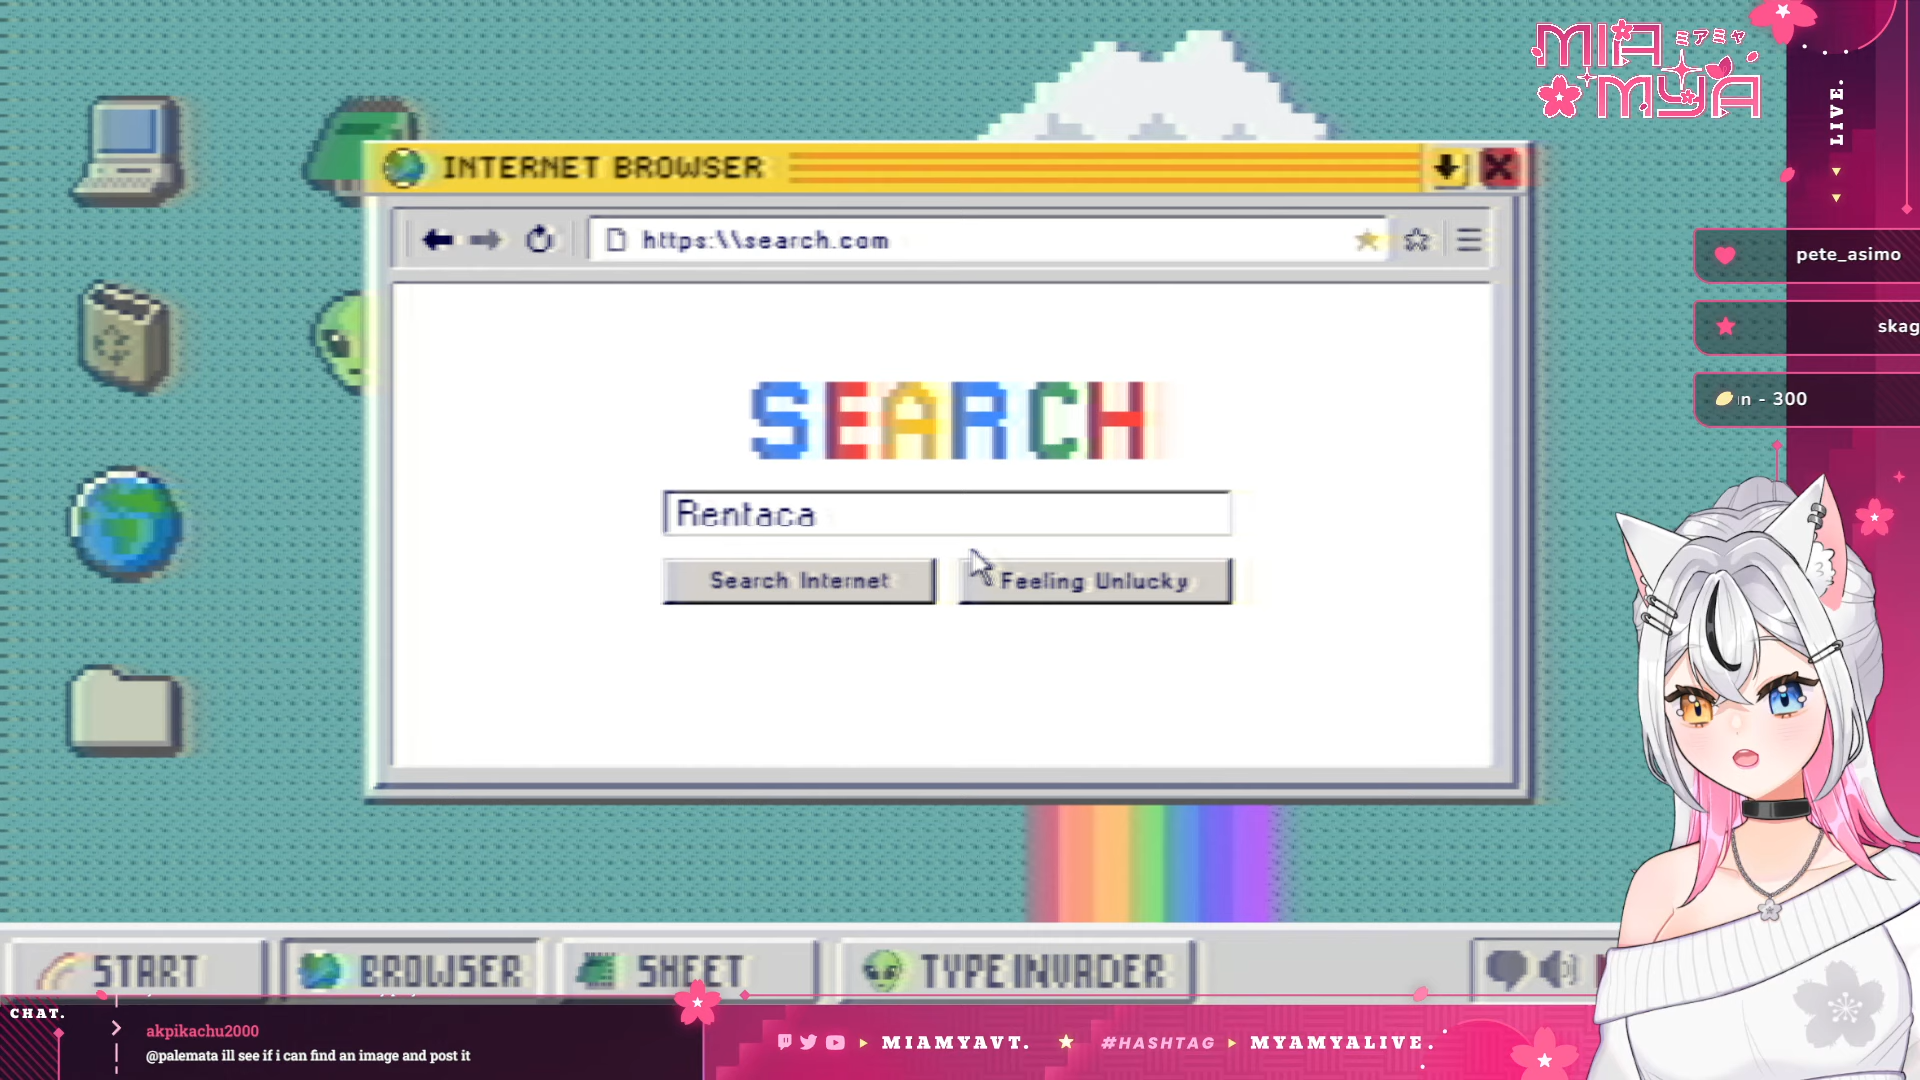 MIA ミアミヤ
MYA
LIVE.
INTERNET BROWSER
https:\\search.com
pete_asimo
skag
n - 300
SEARCH
Rentaca
Search Internet
Feeling Unlucky
START
BROWSER
SHEET
TYPE INVADER
CHAT.
akpikachu2000
@palemata ill see if i can find an image and post it
MIAMYAVT.
#HASHTAG
MYAMYALIVE.